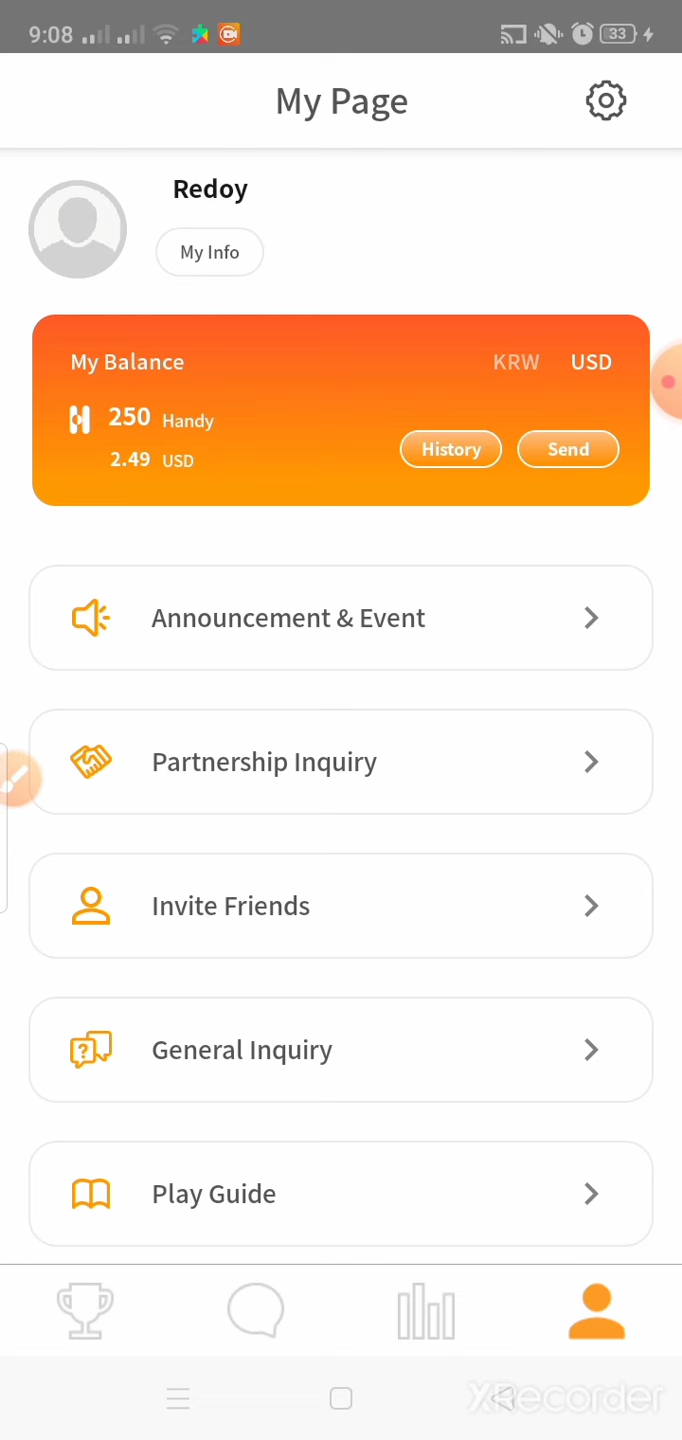 9:08 33
My Page
Redoy
My Info
My Balance KRW USD
250 Handy
2.49 USD
History Send
Announcement & Event
Partnership Inquiry
Invite Friends
General Inquiry
Play Guide
XRecorder